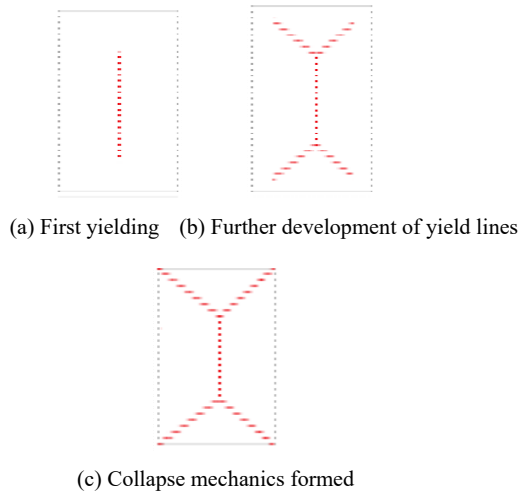 (a) First yielding (b) Further development of yield lines
(c) Collapse mechanics formed